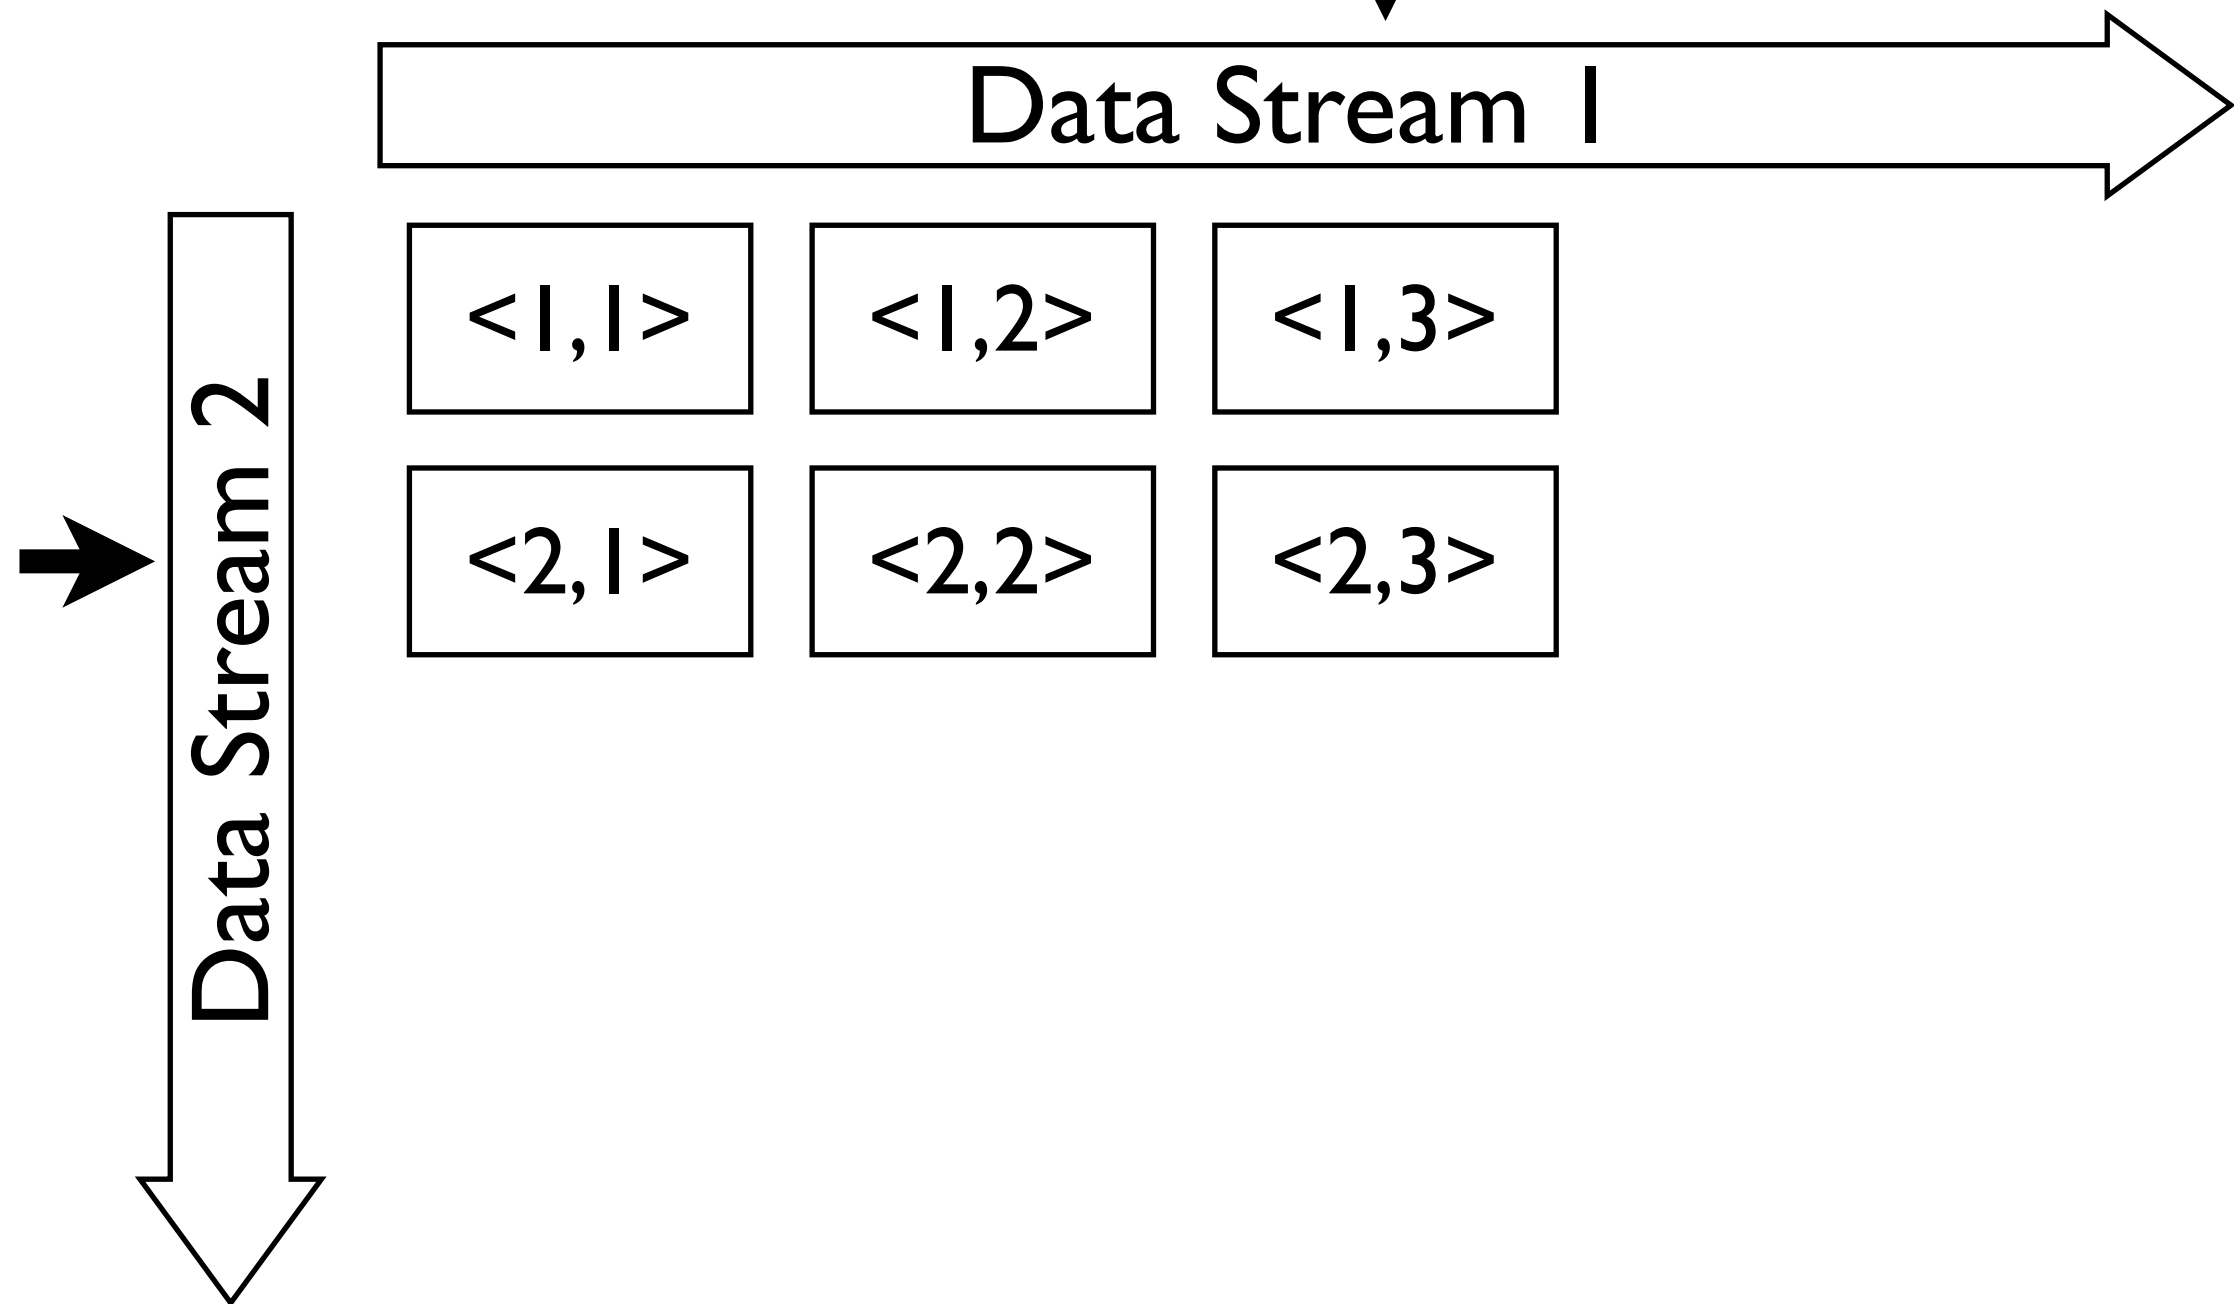 Data Stream 1
Data Stream 2
<1,1> <1,2> <1,3>
<2,1> <2,2> <2,3>